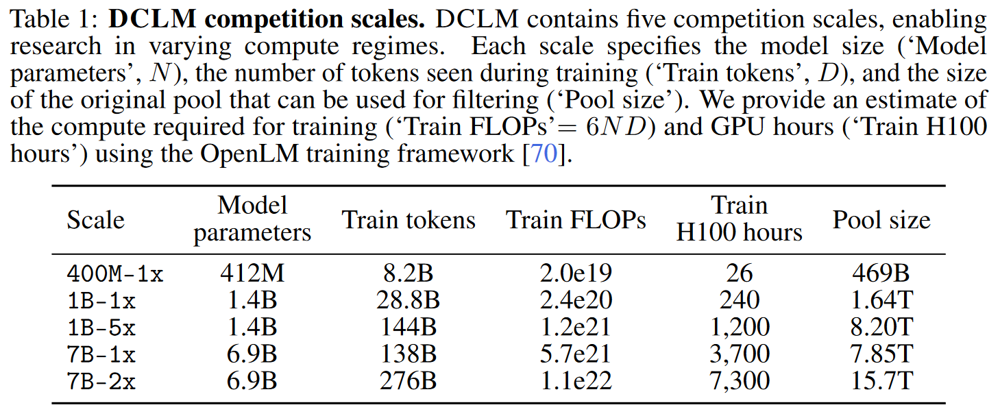 Table 1: DCLM competition scales. DCLM contains five competition scales, enabling
research in varying compute regimes. Each scale specifies the model size (‘Model
parameters’, N), the number of tokens seen during training (‘Train tokens’, D), and the size
of the original pool that can be used for filtering (‘Pool size’). We provide an estimate of
the compute required for training (‘Train FLOPs’= 6ND) and GPU hours (‘Train H100
hours’) using the OpenLM training framework [70].
Scale Model parameters Train tokens Train FLOPs Train H100 hours Pool size
400M-1x 412M 8.2B 2.0e19 26 469B
1B-1x 1.4B 28.8B 2.4e20 240 1.64T
1B-5x 1.4B 144B 1.2e21 1,200 8.20T
7B-1x 6.9B 138B 5.7e21 3,700 7.85T
7B-2x 6.9B 276B 1.1e22 7,300 15.7T